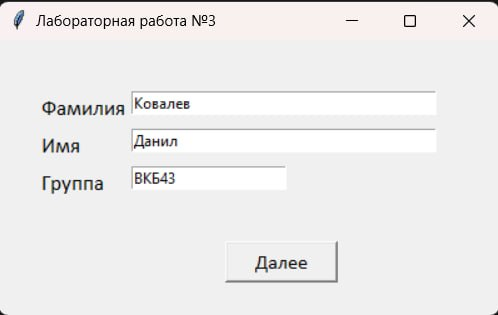 Лабораторная работа №3
Фамилия Ковалев
Имя Данил
Группа ВКБ43
Далее